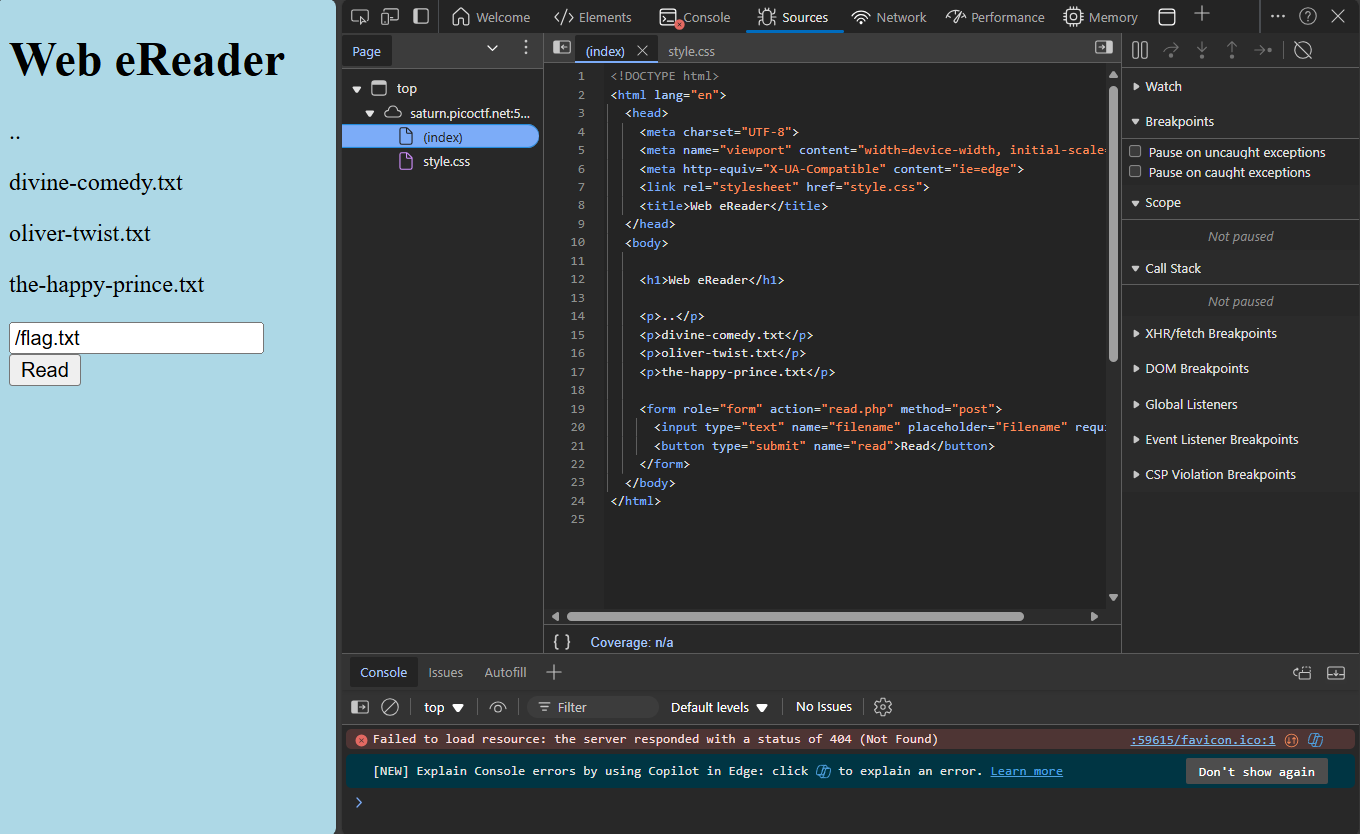 Web eReader
..
divine-comedy.txt
oliver-twist.txt
the-happy-prince.txt
/flag.txt
Read
Welcome
Elements
Console
Sources
Network
Performance
Memory
Page
top
saturn.picoctf.net:5...
(index)
style.css
(index)
style.css
1 <!DOCTYPE html>
2 <html lang="en">
3 <head>
4 <meta charset="UTF-8">
5 <meta name="viewport" content="width=device-width, initial-scale=
6 <meta http-equiv="X-UA-Compatible" content="ie=edge">
7 <link rel="stylesheet" href="style.css">
8 <title>Web eReader</title>
9 </head>
10 <body>
11
12 <h1>Web eReader</h1>
13
14 <p>..</p>
15 <p>divine-comedy.txt</p>
16 <p>oliver-twist.txt</p>
17 <p>the-happy-prince.txt</p>
18
19 <form role="form" action="read.php" method="post">
20 <input type="text" name="filename" placeholder="Filename" requi
21 <button type="submit" name="read">Read</button>
22 </form>
23 </body>
24 </html>
25
{ } Coverage: n/a
Watch
Breakpoints
Pause on uncaught exceptions
Pause on caught exceptions
Scope
Not paused
Call Stack
Not paused
XHR/fetch Breakpoints
DOM Breakpoints
Global Listeners
Event Listener Breakpoints
CSP Violation Breakpoints
Console Issues Autofill
top Filter Default levels No Issues
Failed to load resource: the server responded with a status of 404 (Not Found) :59615/favicon.ico:1
[NEW] Explain Console errors by using Copilot in Edge: click to explain an error. Learn more Don't show again